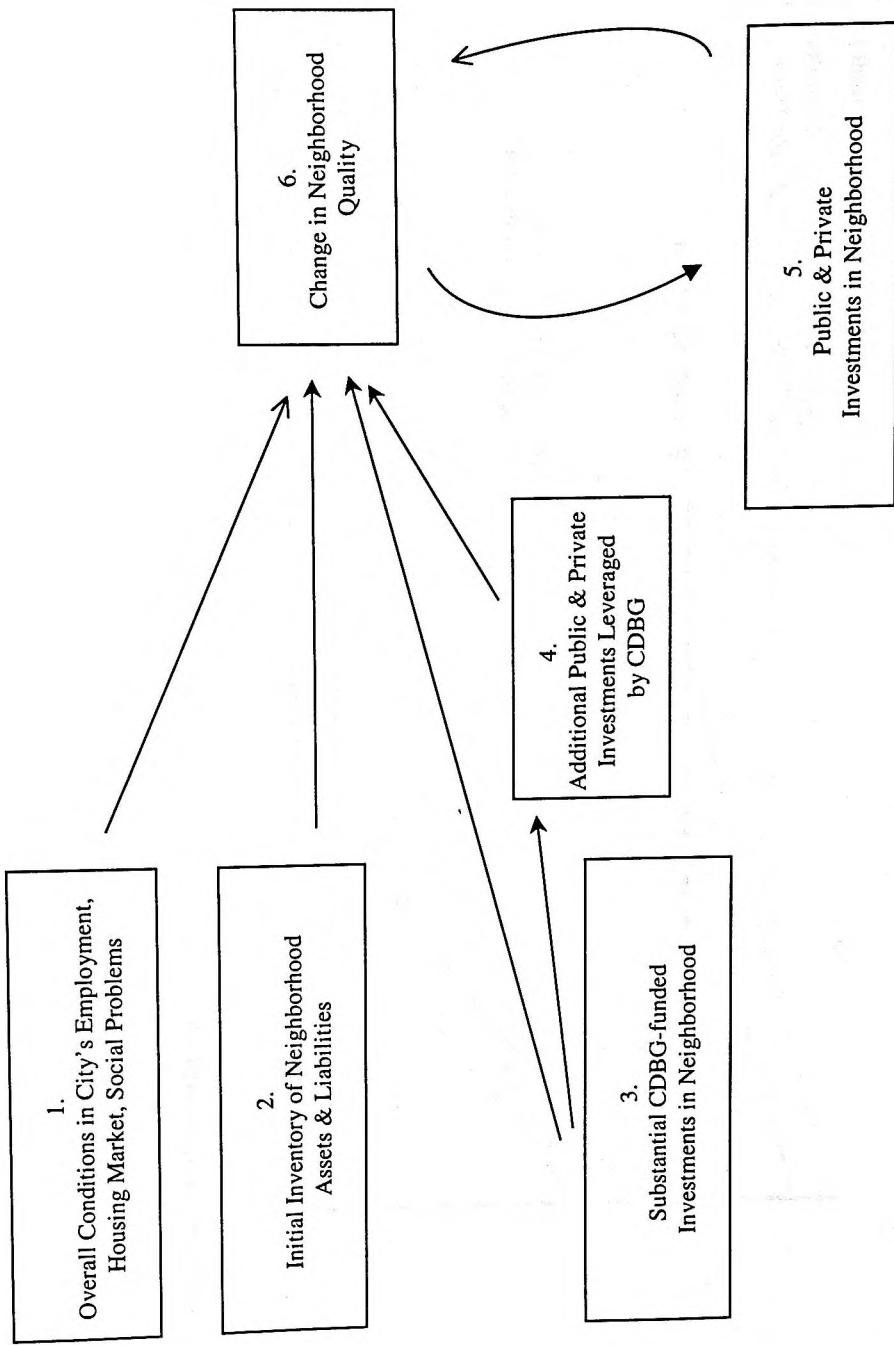 1.
Overall Conditions in City's Employment,
Housing Market, Social Problems
2.
Initial Inventory of Neighborhood
Assets & Liabilities
3.
Substantial CDBG-funded
Investments in Neighborhood
4.
Additional Public & Private
Investments Leveraged
by CDBG
5.
Public & Private
Investments in Neighborhood
6.
Change in Neighborhood
Quality